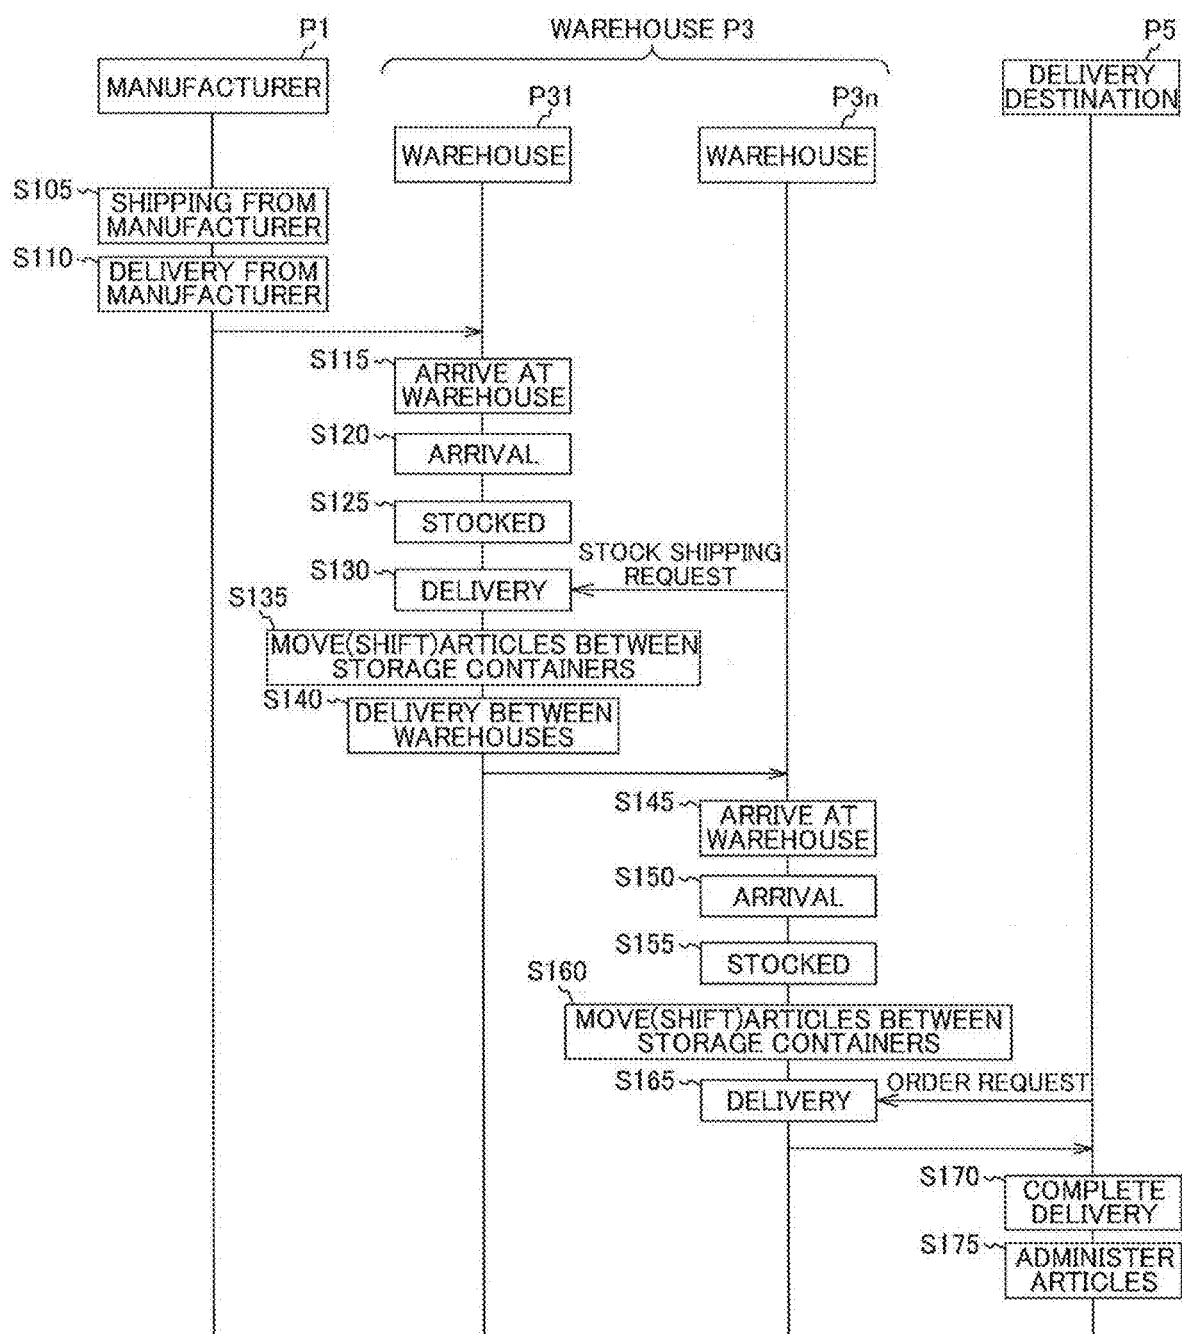 P1
WAREHOUSE P3
P5
MANUFACTURER
DELIVERY
DESTINATION
P31
P3n
WAREHOUSE
WAREHOUSE
S105
SHIPPING FROM
MANUFACTURER
S110
DELIVERY FROM
MANUFACTURER
S115
ARRIVE AT
WAREHOUSE
S120
ARRIVAL
S125
STOCKED
STOCK SHIPPING
REQUEST
S130
DELIVERY
S135
MOVE(SHIFT)ARTICLES BETWEEN
STORAGE CONTAINERS
S140
DELIVERY BETWEEN
WAREHOUSES
S145
ARRIVE AT
WAREHOUSE
S150
ARRIVAL
S155
STOCKED
S160
MOVE(SHIFT)ARTICLES BETWEEN
STORAGE CONTAINERS
S165
DELIVERY
ORDER REQUEST
S170
COMPLETE
DELIVERY
S175
ADMINISTER
ARTICLES